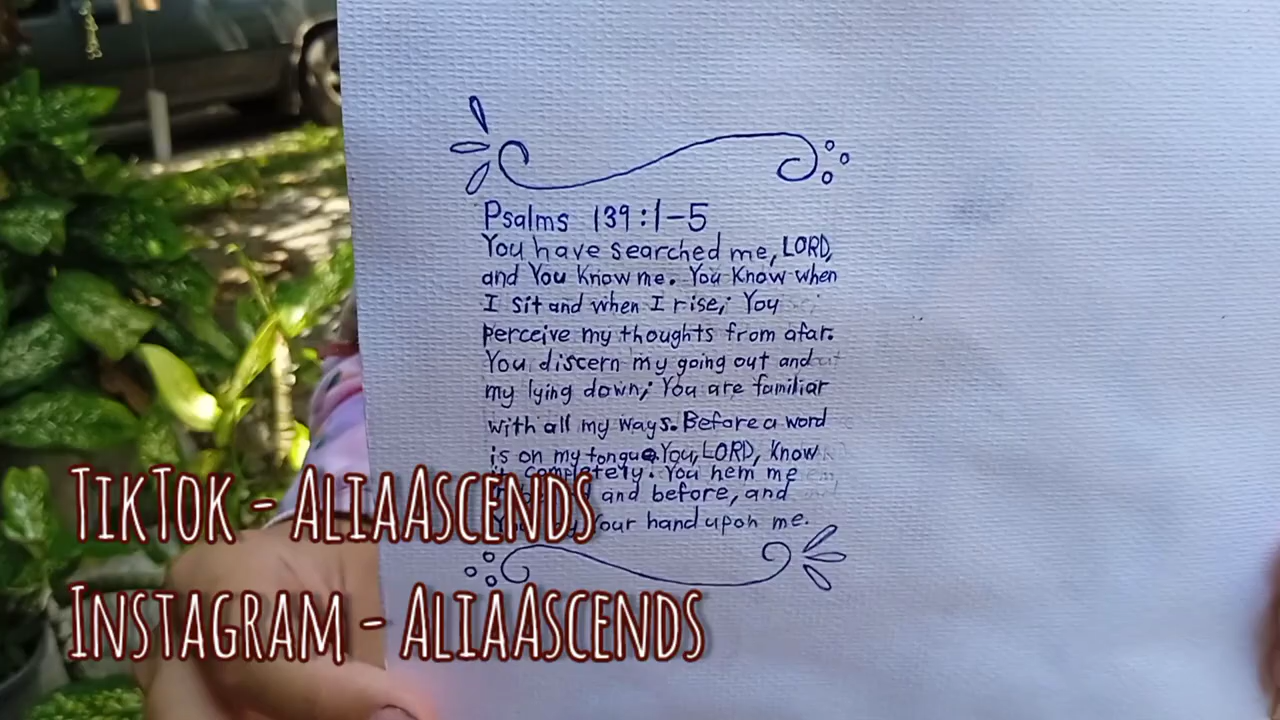 Psalms 139:1-5
You have searched me, LORD,
and You Know me. You Know when
I sit and when I rise; You
perceive my thoughts from afar.
You discern my going out and
my lying down; You are familiar
with all my ways. Before a word
is on my tongue You, LORD, Know
it completely. You hem me
and before, and
Your hand upon me.
TikTok - AliaAscends
Instagram - AliaAscends